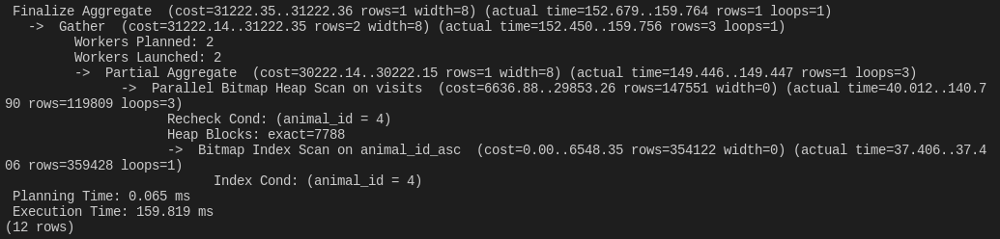 Finalize Aggregate  (cost=31222.35..31222.36 rows=1 width=8) (actual time=152.679..159.764 rows=1 loops=1)
   ->  Gather  (cost=31222.14..31222.35 rows=2 width=8) (actual time=152.450..159.756 rows=3 loops=1)
         Workers Planned: 2
         Workers Launched: 2
         ->  Partial Aggregate  (cost=30222.14..30222.15 rows=1 width=8) (actual time=149.446..149.447 rows=1 loops=3)
               ->  Parallel Bitmap Heap Scan on visits  (cost=6636.88..29853.26 rows=147551 width=0) (actual time=40.012..140.7
90 rows=119809 loops=3)
                     Recheck Cond: (animal_id = 4)
                     Heap Blocks: exact=7788
                     ->  Bitmap Index Scan on animal_id_asc  (cost=0.00..6548.35 rows=354122 width=0) (actual time=37.406..37.4
06 rows=359428 loops=1)
                           Index Cond: (animal_id = 4)
 Planning Time: 0.065 ms
 Execution Time: 159.819 ms
(12 rows)